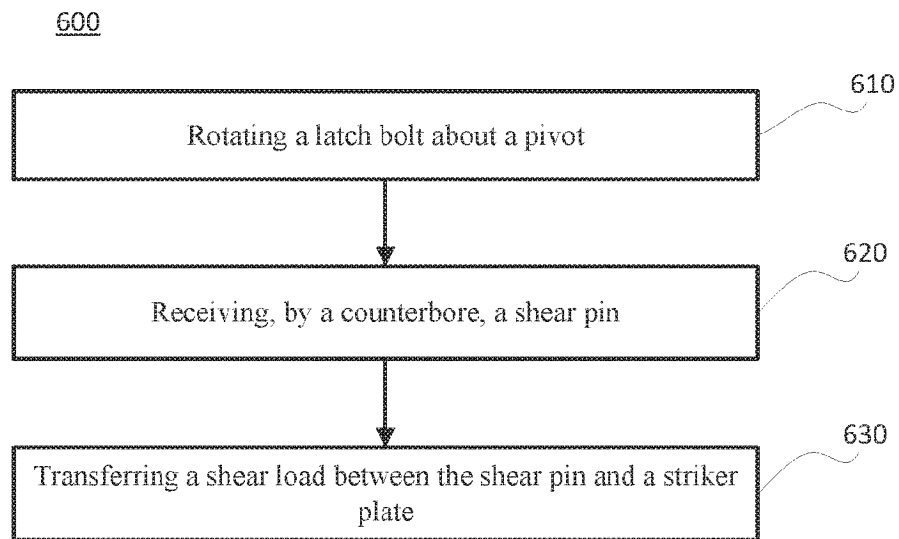 600
610
Rotating a latch bolt about a pivot
620
Receiving, by a counterbore, a shear pin
630
Transferring a shear load between the shear pin and a striker
plate